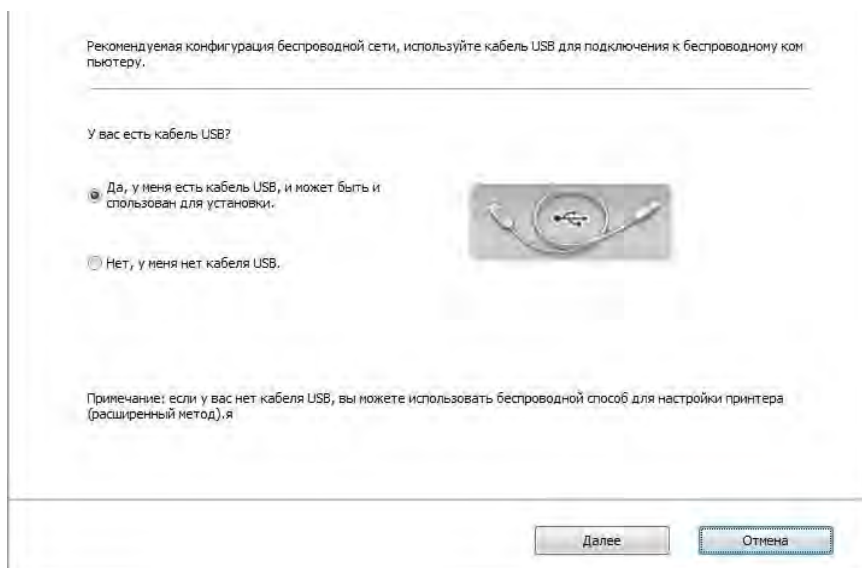 Рекомендуемая конфигурация беспроводной сети, используйте кабель USB для подключения к беспроводному ком
пьютеру.
У вас есть кабель USB?
Да, у меня есть кабель USB, и может быть и
спользован для установки.
Нет, у меня нет кабеля USB.
Примечание: если у вас нет кабеля USB, вы можете использовать беспроводной способ для настройки принтера
(расширенный метод).я
Далее
Отмена